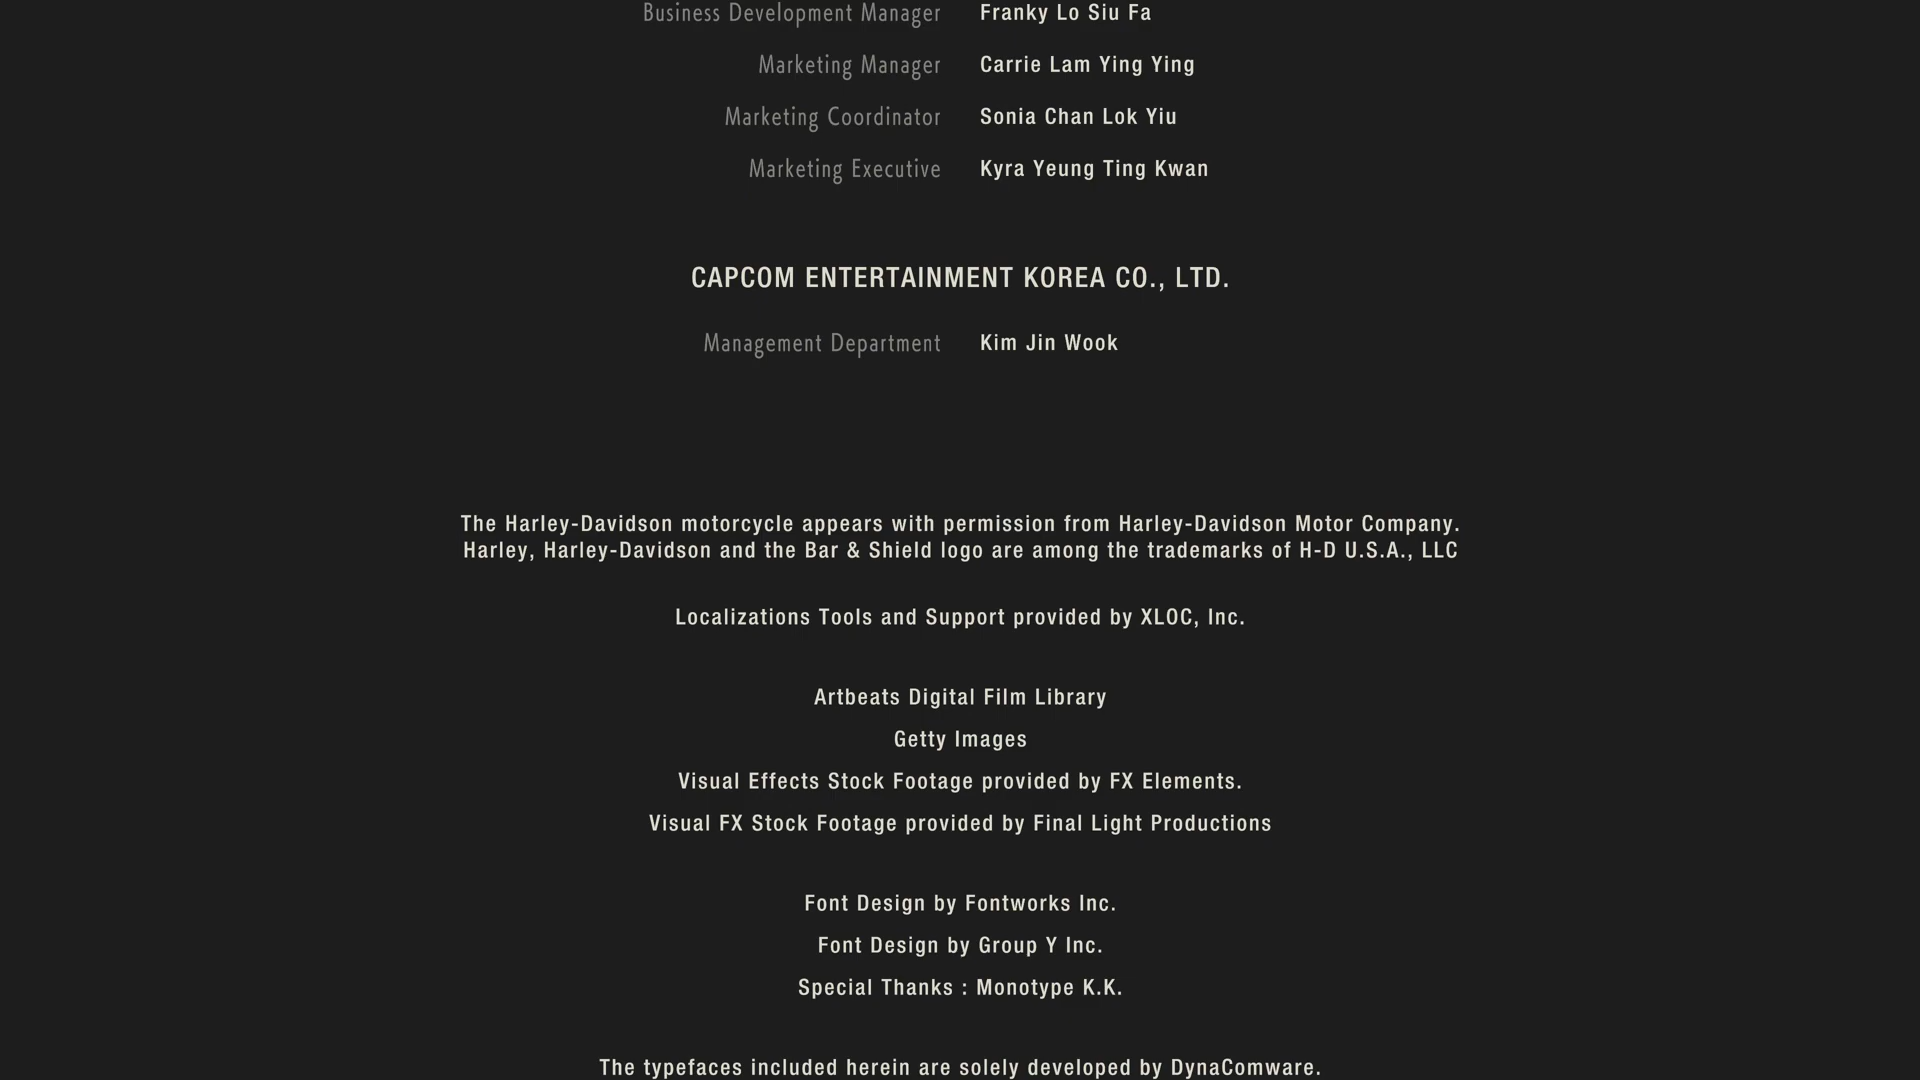 Business Development Manager Franky Lo Siu Fa
Marketing Manager Carrie Lam Ying Ying
Marketing Coordinator Sonia Chan Lok Yiu
Marketing Executive Kyra Yeung Ting Kwan
CAPCOM ENTERTAINMENT KOREA CO., LTD.
Management Department Kim Jin Wook
The Harley-Davidson motorcycle appears with permission from Harley-Davidson Motor Company.
Harley, Harley-Davidson and the Bar & Shield logo are among the trademarks of H-D U.S.A., LLC
Localizations Tools and Support provided by XLOC, Inc.
Artbeats Digital Film Library
Getty Images
Visual Effects Stock Footage provided by FX Elements.
Visual FX Stock Footage provided by Final Light Productions
Font Design by Fontworks Inc.
Font Design by Group Y Inc.
Special Thanks : Monotype K.K.
The typefaces included herein are solely developed by DynaComware.